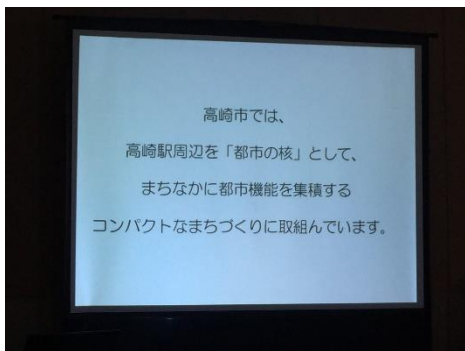 高崎市では、
高崎駅周辺を「都市の核」として、
まちなかに都市機能を集積する
コンパクトなまちづくりに取組んでいます。